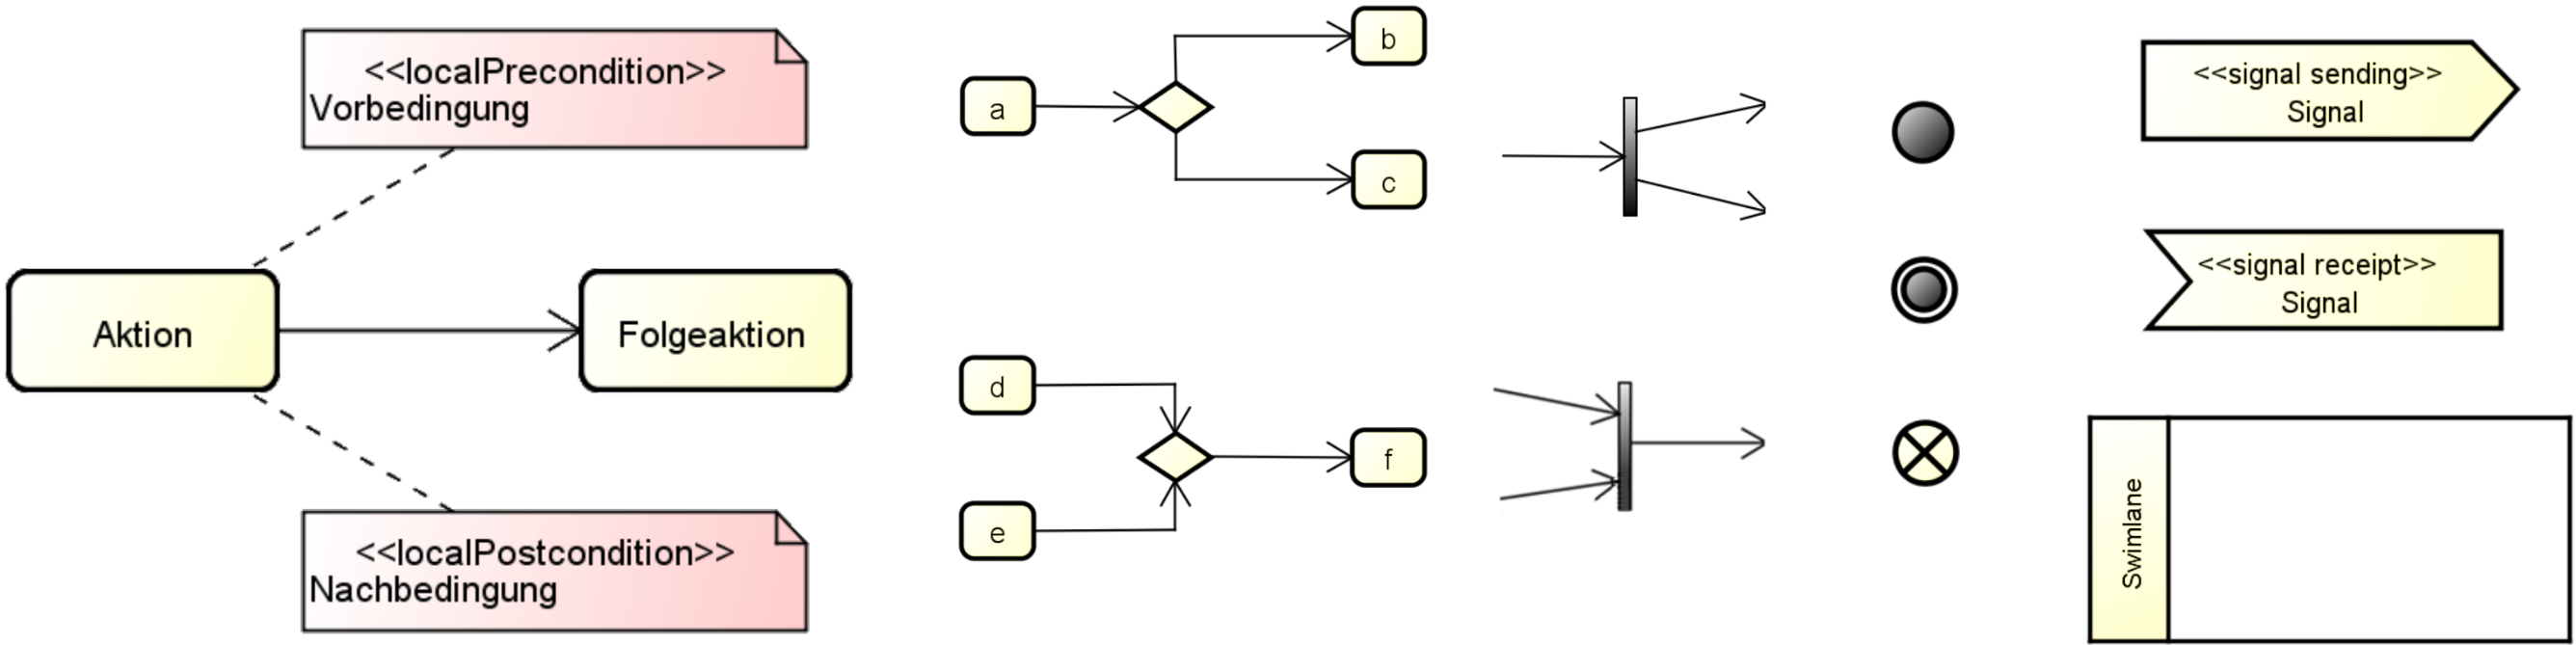 <<localPrecondition>>
Vorbedingung
Aktion
Folgeaktion
<<localPostcondition>>
Nachbedingung
a
b
c
d
e
f
<<signal sending>>
Signal
<<signal receipt>>
Signal
Swimlane